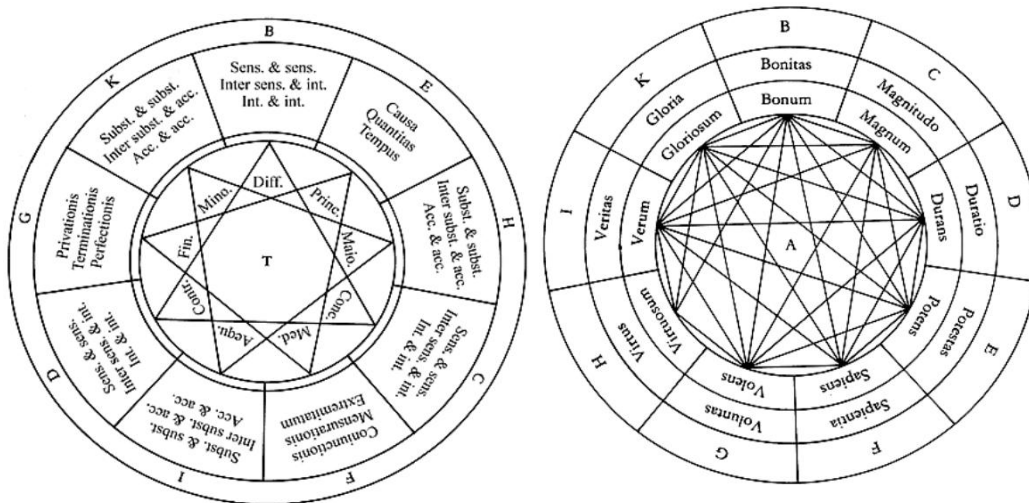 B
Sens. & sens.
Inter sens. & int.
Int. & int.
E
Causa
Quantitas
Tempus
H
Subst. & subst.
Inter subst. & acc.
Acc. & acc.
C
Sens. & sens.
Inter sens. & int.
Int. & int.
F
Conjunctionis
Mensurationis
Extremitatum
I
Subst. & subst.
Inter subst. & acc.
Acc. & acc.
D
Sens. & sens.
Inter sens. & int.
Int. & int.
G
Privationis
Terminationis
Perfectionis
K
Subst. & subst.
Inter subst. & acc.
Acc. & acc.
Diff.
Princ.
Maio.
Conc.
Med.
Aequ.
Contr.
Fin.
Mino.
T
B
Bonitas
Bonum
C
Magnitudo
Magnum
D
Duratio
Durans
E
Potestas
Potens
F
Sapientia
Sapiens
G
Voluntas
Volens
H
Virtus
Virtuosum
I
Veritas
Verum
K
Gloria
Gloriosum
A